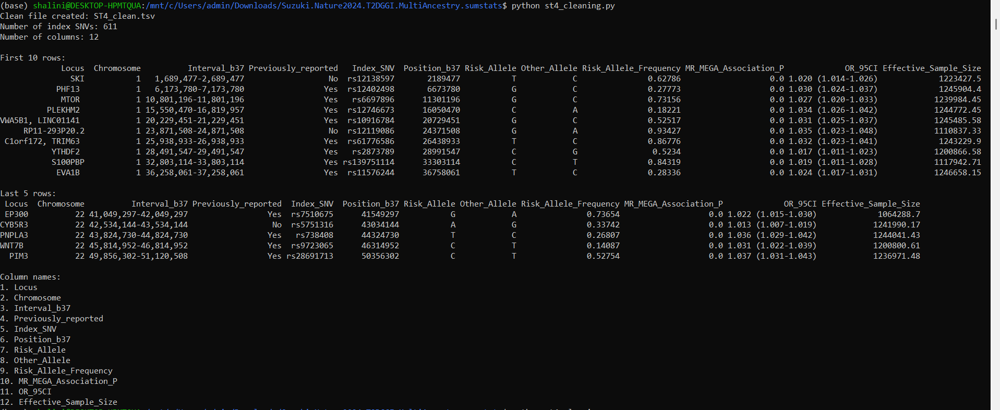 (base) shalini@DESKTOP-HPMTQUA:/mnt/c/Users/admin/Downloads/Suzuki.Nature2024.T2DGGI.MultiAncestry.sumstats$ python st4_cleaning.py
Clean file created: ST4_clean.tsv
Number of index SNVs: 611
Number of columns: 12
First 10 rows:
Locus Chromosome Interval_b37 Previously_reported Index_SNV Position_b37 Risk_Allele Other_Allele Risk_Allele_Frequency MR_MEGA_Association_P OR_95CI Effective_Sample_Size
SKI 1 1,689,477-2,689,477 No rs12138597 2189477 T C 0.62786 0.0 1.020 (1.014-1.026) 1223427.5
PHF13 1 6,173,780-7,173,780 Yes rs12402498 6673780 G C 0.27773 0.0 1.030 (1.024-1.037) 1245904.4
MTOR 1 10,801,196-11,801,196 Yes rs6697896 11301196 G C 0.73156 0.0 1.027 (1.020-1.033) 1239984.45
PLEKHM2 1 15,550,470-16,819,957 Yes rs12746673 16050470 C A 0.18221 0.0 1.034 (1.026-1.042) 1244772.45
VWA5B1, LINC01141 1 20,229,451-21,229,451 Yes rs10916784 20729451 G C 0.52517 0.0 1.031 (1.025-1.037) 1245485.58
RP11-293P20.2 1 23,871,508-24,871,508 No rs12119086 24371508 G A 0.93427 0.0 1.035 (1.023-1.048) 1110837.33
C1orf172, TRIM63 1 25,938,933-26,938,933 Yes rs61776586 26438933 T C 0.86776 0.0 1.032 (1.023-1.041) 1243229.9
YTHDF2 1 28,491,547-29,491,547 Yes rs2873789 28991547 C G 0.5234 0.0 1.017 (1.011-1.023) 1200866.58
S100PBP 1 32,803,114-33,803,114 Yes rs139751114 33303114 C T 0.84319 0.0 1.019 (1.011-1.028) 1117942.71
EVA1B 1 36,258,061-37,258,061 Yes rs11576244 36758061 T C 0.28336 0.0 1.024 (1.017-1.031) 1246658.15
Last 5 rows:
Locus Chromosome Interval_b37 Previously_reported Index_SNV Position_b37 Risk_Allele Other_Allele Risk_Allele_Frequency MR_MEGA_Association_P OR_95CI Effective_Sample_Size
EP300 22 41,049,297-42,049,297 Yes rs7510675 41549297 G A 0.73654 0.0 1.022 (1.015-1.030) 1064288.7
CYB5R3 22 42,534,144-43,534,144 No rs5751316 43034144 A G 0.33742 0.0 1.013 (1.007-1.019) 1241990.17
PNPLA3 22 43,824,730-44,824,730 Yes rs738408 44324730 T C 0.26807 0.0 1.036 (1.029-1.042) 1244041.43
WNT7B 22 45,814,952-46,814,952 Yes rs9723065 46314952 C T 0.14087 0.0 1.031 (1.022-1.039) 1200800.61
PIM3 22 49,856,302-51,120,508 Yes rs28691713 50356302 C T 0.52754 0.0 1.037 (1.031-1.043) 1236971.48
Column names:
1. Locus
2. Chromosome
3. Interval_b37
4. Previously_reported
5. Index_SNV
6. Position_b37
7. Risk_Allele
8. Other_Allele
9. Risk_Allele_Frequency
10. MR_MEGA_Association_P
11. OR_95CI
12. Effective_Sample_Size